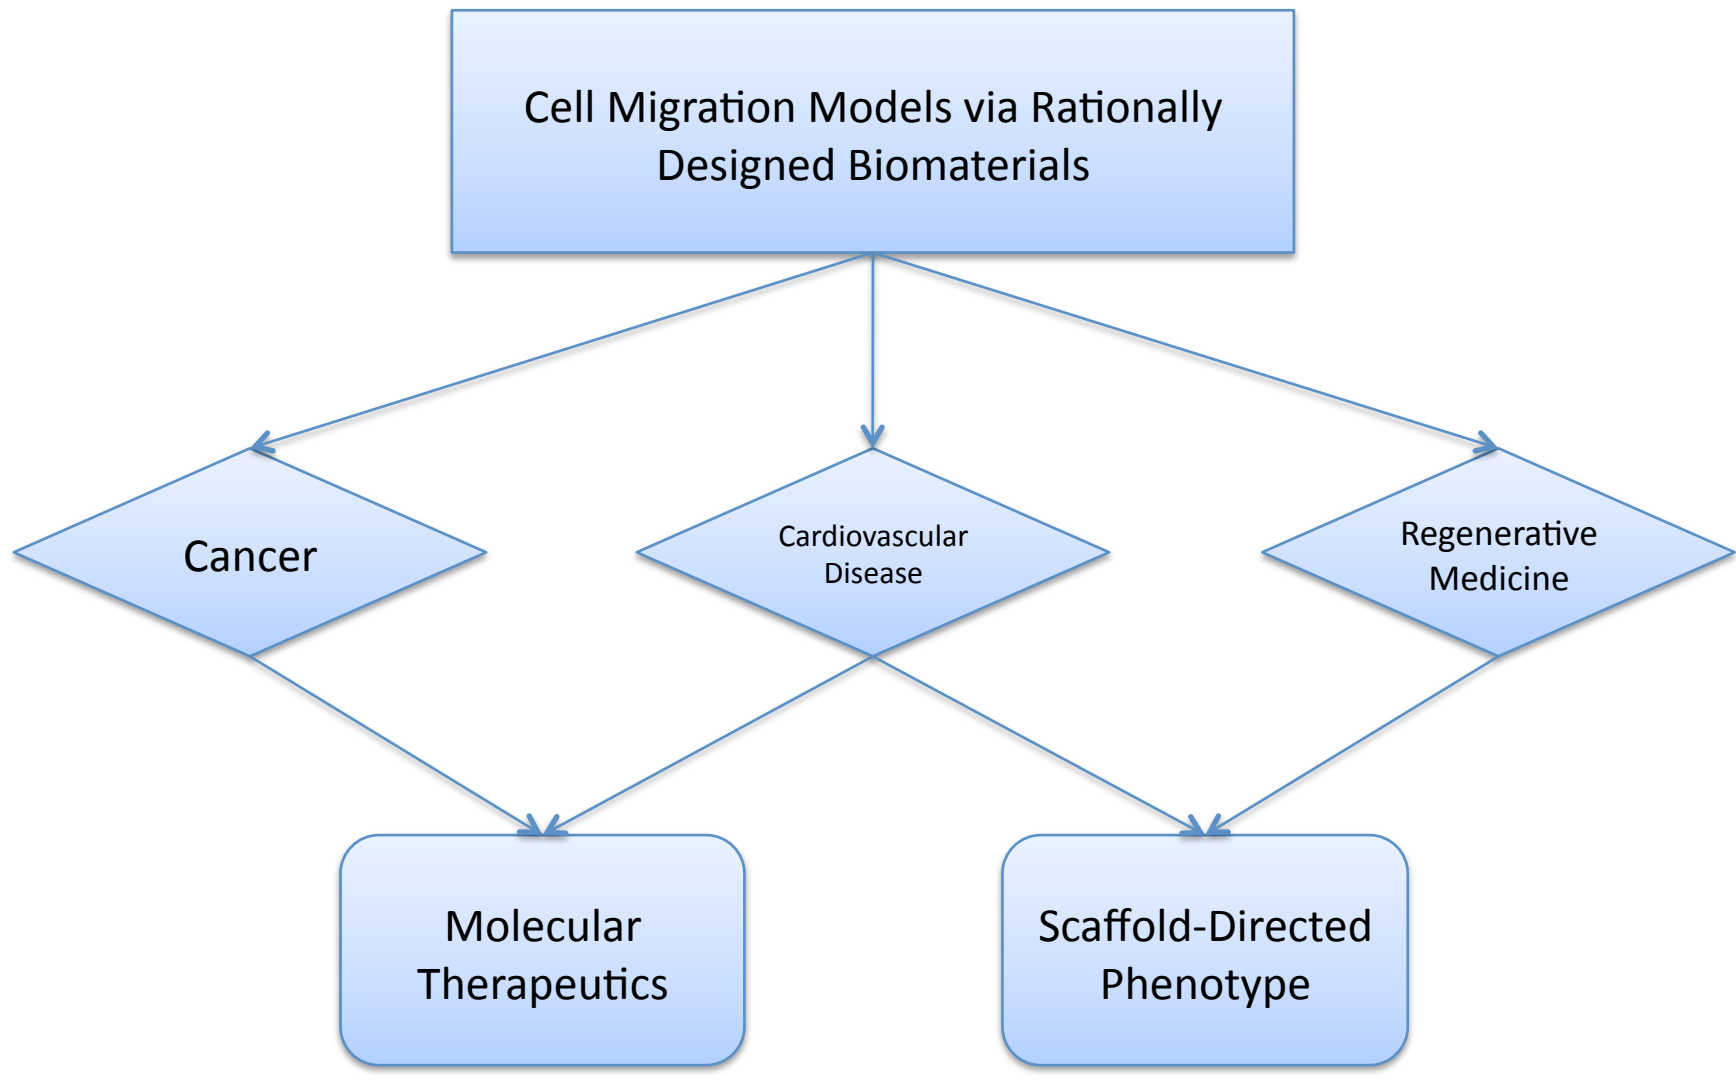 Cell Migration Models via Rationally
Designed Biomaterials
Cancer
Cardiovascular
Disease
Regenerative
Medicine
Molecular
Therapeutics
Scaffold-Directed
Phenotype